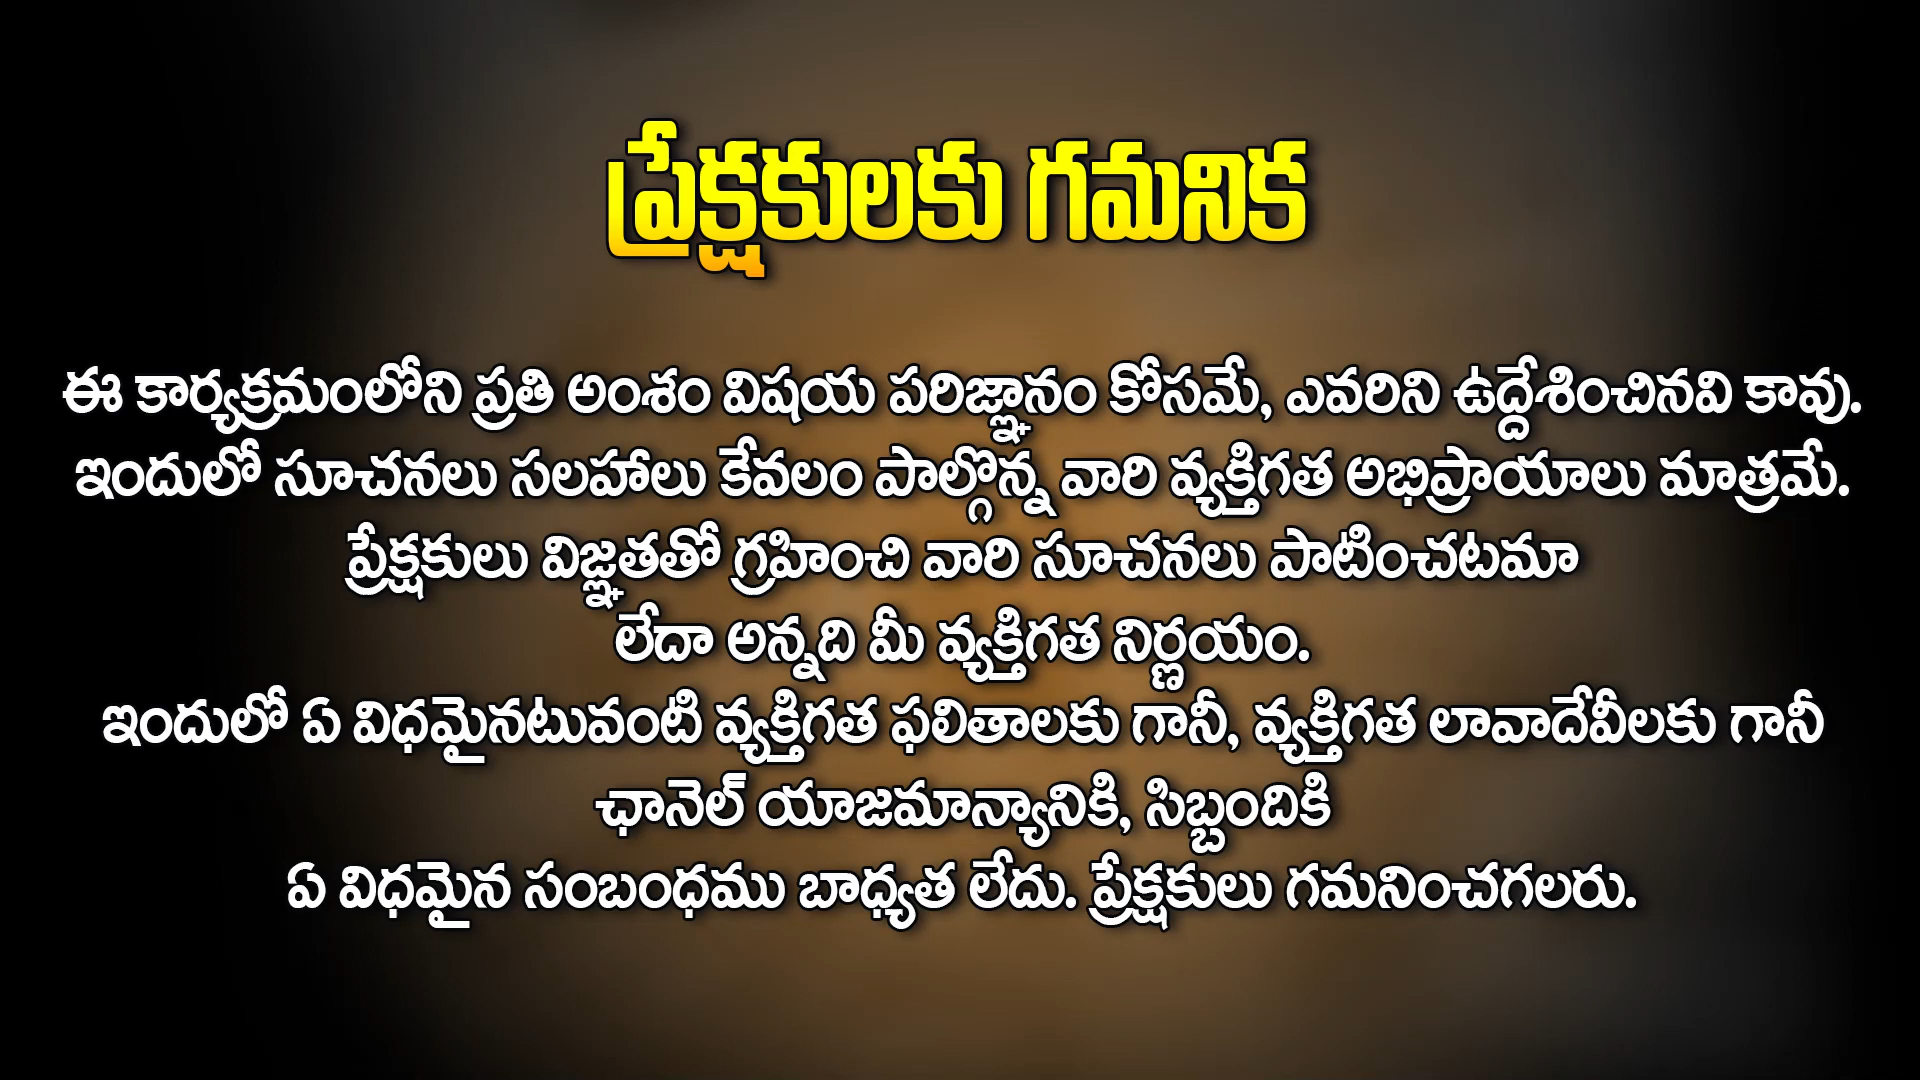 ప్రేక్షకులకు గమనిక
ఈ కార్యక్రమంలోని ప్రతి అంశం విషయ పరిజ్ఞానం కోసమే, ఎవరిని ఉద్దేశించినవి కావు.
ఇందులో సూచనలు సలహాలు కేవలం పాల్గొన్న వారి వ్యక్తిగత అభిప్రాయాలు మాత్రమే.
ప్రేక్షకులు విజ్ఞతతో గ్రహించి వారి సూచనలు పాటించటమా
లేదా అన్నది మీ వ్యక్తిగత నిర్ణయం.
ఇందులో ఏ విధమైనటువంటి వ్యక్తిగత ఫలితాలకు గానీ, వ్యక్తిగత లావాదేవీలకు గానీ
ఛానెల్ యాజమాన్యానికి, సిబ్బందికి
ఏ విధమైన సంబంధము బాధ్యత లేదు. ప్రేక్షకులు గమనించగలరు.